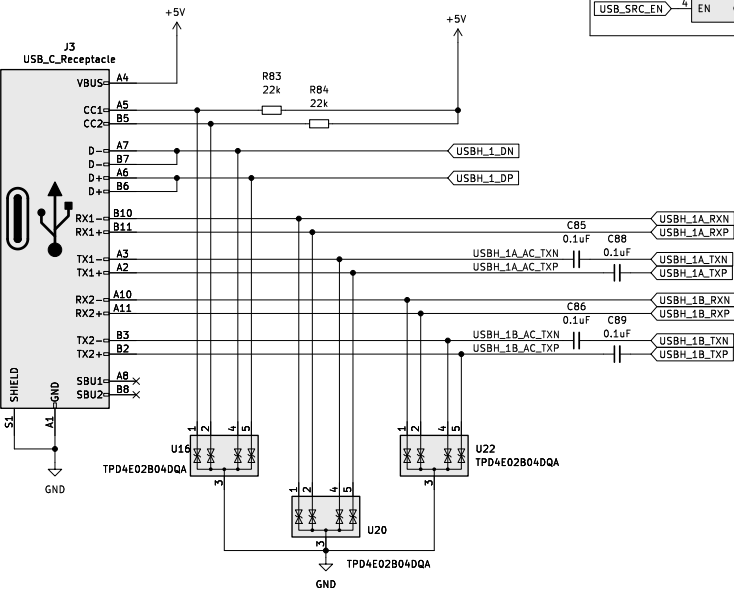 +5V
+5V
USB_SRC_EN
4
EN
J3
USB_C_Receptacle
VBUS
A4
R83
22k
R84
22k
CC1
A5
CC2
B5
D-
A7
USBH_1_DN
D-
B7
D+
A6
USBH_1_DP
D+
B6
RX1-
B10
USBH_1A_RXN
RX1+
B11
USBH_1A_RXP
C85
0.1uF
C88
0.1uF
TX1-
A3
USBH_1A_AC_TXN
USBH_1A_TXN
TX1+
A2
USBH_1A_AC_TXP
USBH_1A_TXP
RX2-
A10
USBH_1B_RXN
RX2+
A11
USBH_1B_RXP
C86
0.1uF
C89
0.1uF
TX2-
B3
USBH_1B_AC_TXN
USBH_1B_TXN
TX2+
B2
USBH_1B_AC_TXP
USBH_1B_TXP
SBU1
A8
SBU2
B8
SHIELD
GND
S1
A1
GND
1
2
4
5
U16
TPD4E02B04DQA
3
1
2
4
5
U22
TPD4E02B04DQA
3
1
2
4
5
U20
3
TPD4E02B04DQA
GND